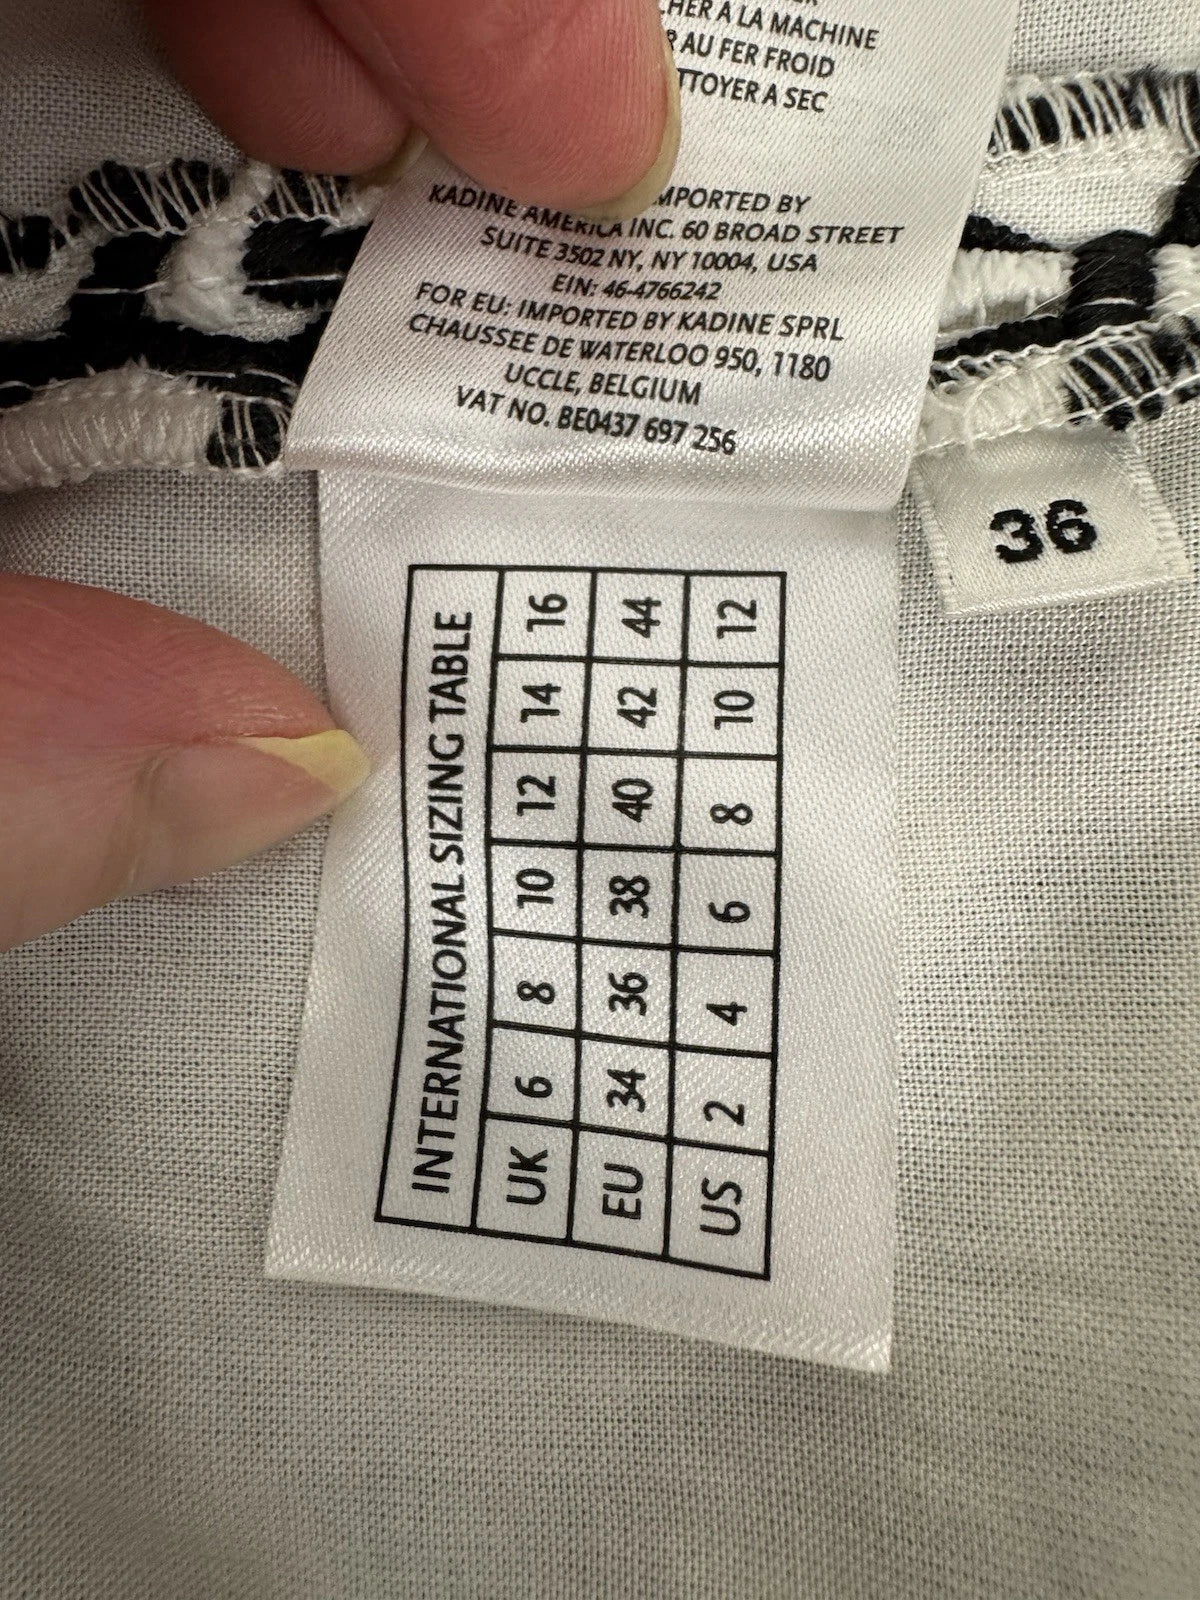 A LA MACHINE
AU FER FROID
A SEC
IMPORTED BY
KADINE AMERICA INC. 60 BROAD STREET
SUITE 3502 NY, NY 10004, USA
EIN: 46-4766242
FOR EU: IMPORTED BY KADINE SPRL
CHAUSSEE DE WATERLOO 950, 1180
UCCLE, BELGIUM
VAT NO. BE0437 697 256
36
INTERNATIONAL SIZING TABLE
UK 6 8 10 12 14 16
EU 34 36 38 40 42 44
US 2 4 6 8 10 12